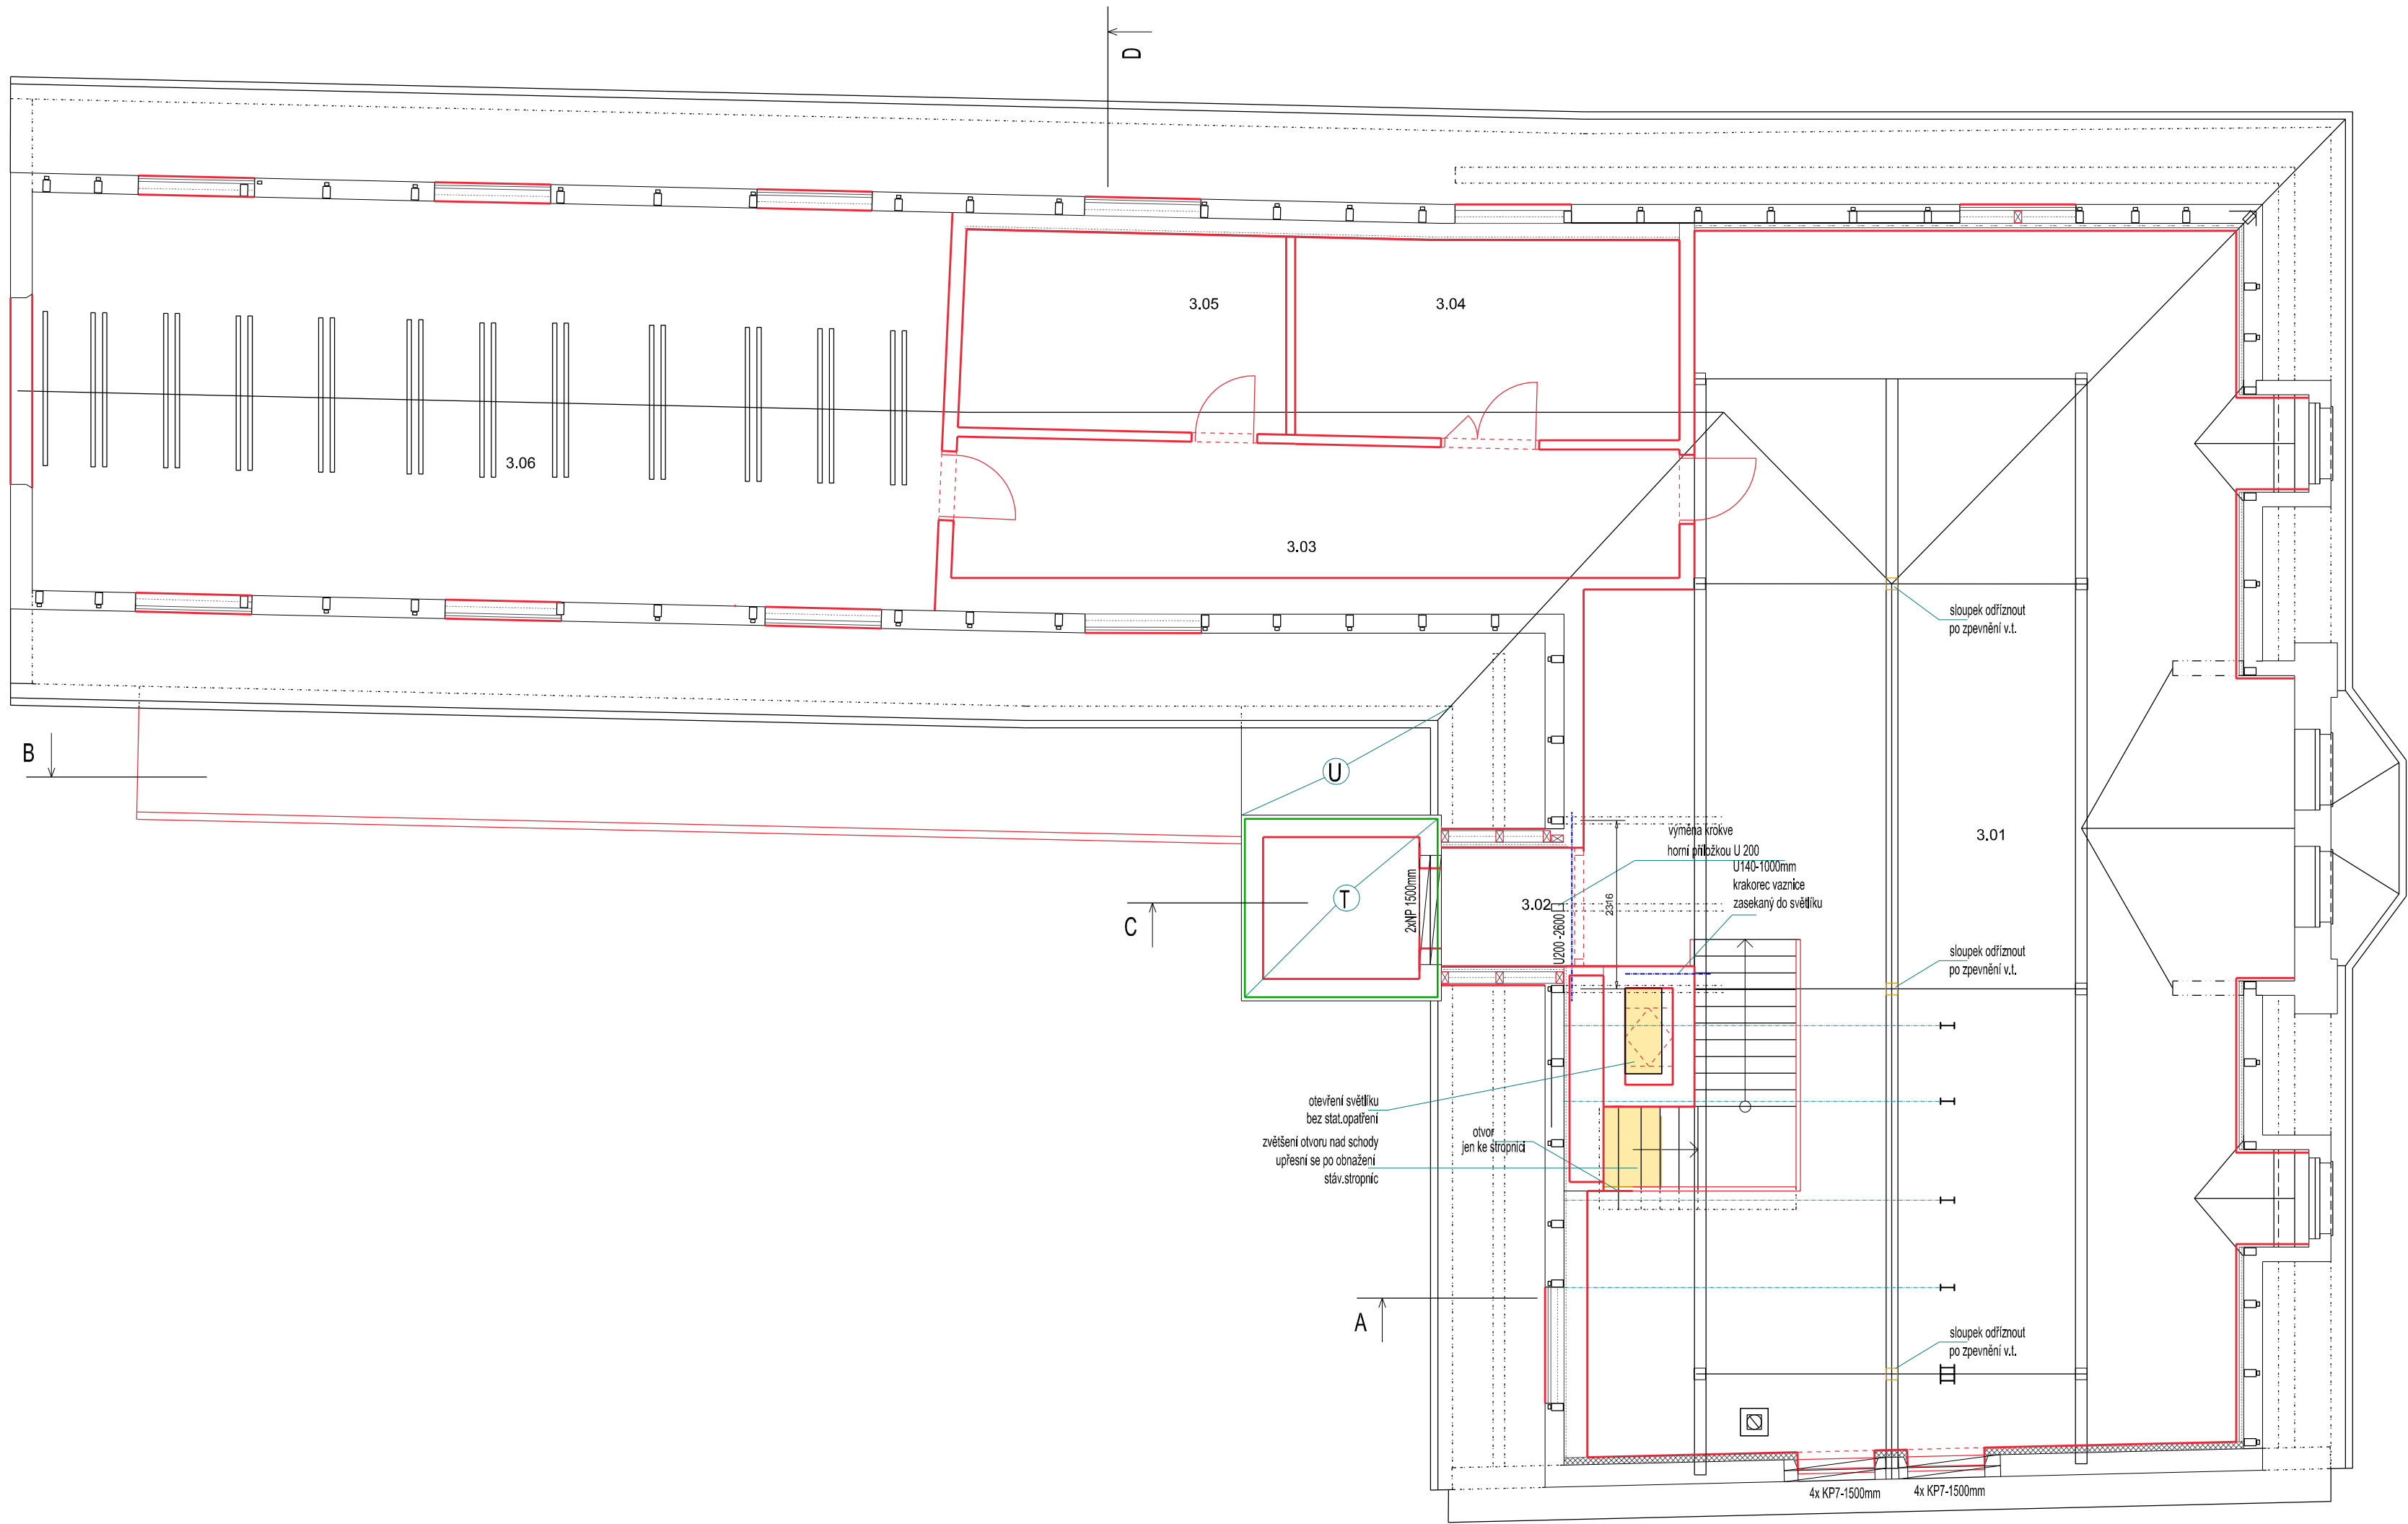 D
3.05
3.04
3.06
3.03
sloupek odříznout
po zpevnění v.t.
B
U
výměna krokve
horní příložkou U 200
U140-1000mm
krakorec vaznice
zasekaný do světlíku
3.01
T
2xNP 1500mm
3.02
2316
U200 -2600
C
sloupek odříznout
po zpevnění v.t.
otevření světlíku
bez stat.opatření
zvětšení otvoru nad schody
upřesní se po obnažení
stáv.stropnic
otvor
jen ke stropnici
A
sloupek odříznout
po zpevnění v.t.
4x KP7-1500mm
4x KP7-1500mm